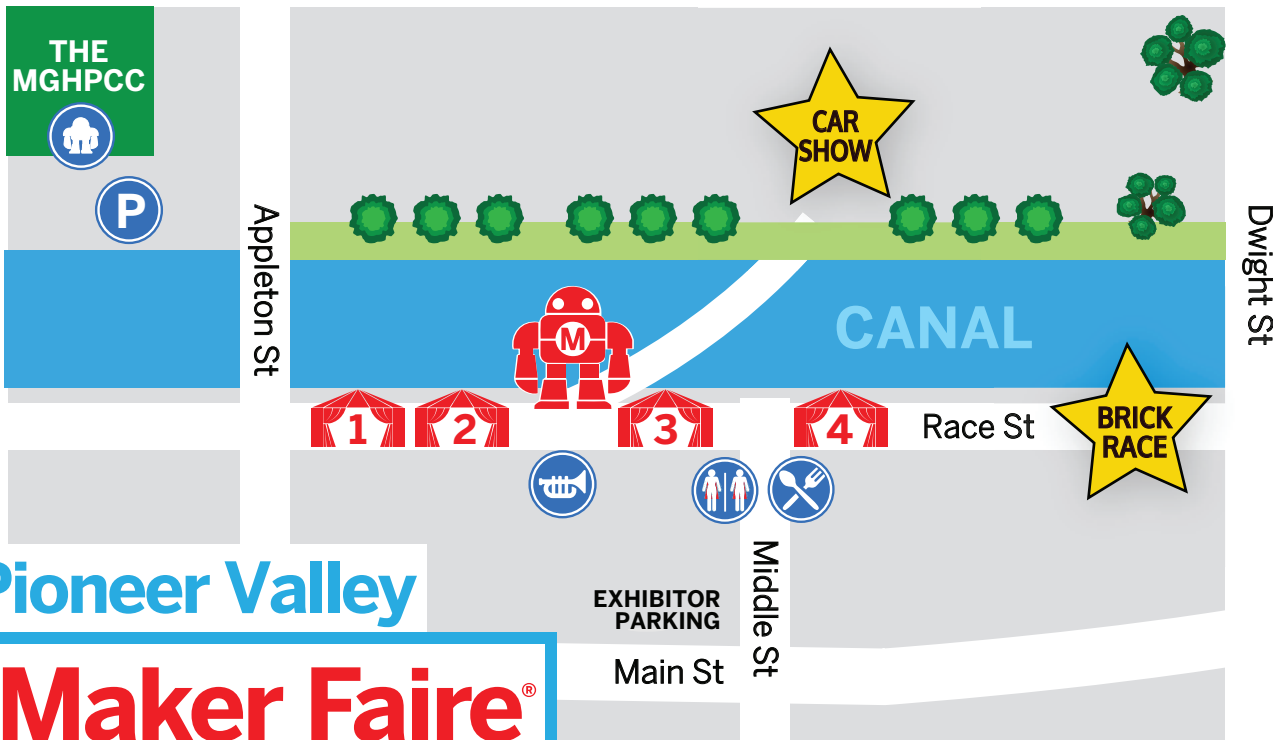 THE
MGHPCC
P
Appleton St
CAR
SHOW
Dwight St
CANAL
M
1
2
3
4
Race St
BRICK
RACE
EXHIBITOR
PARKING
Middle St
Main St
Pioneer Valley
Maker Faire®